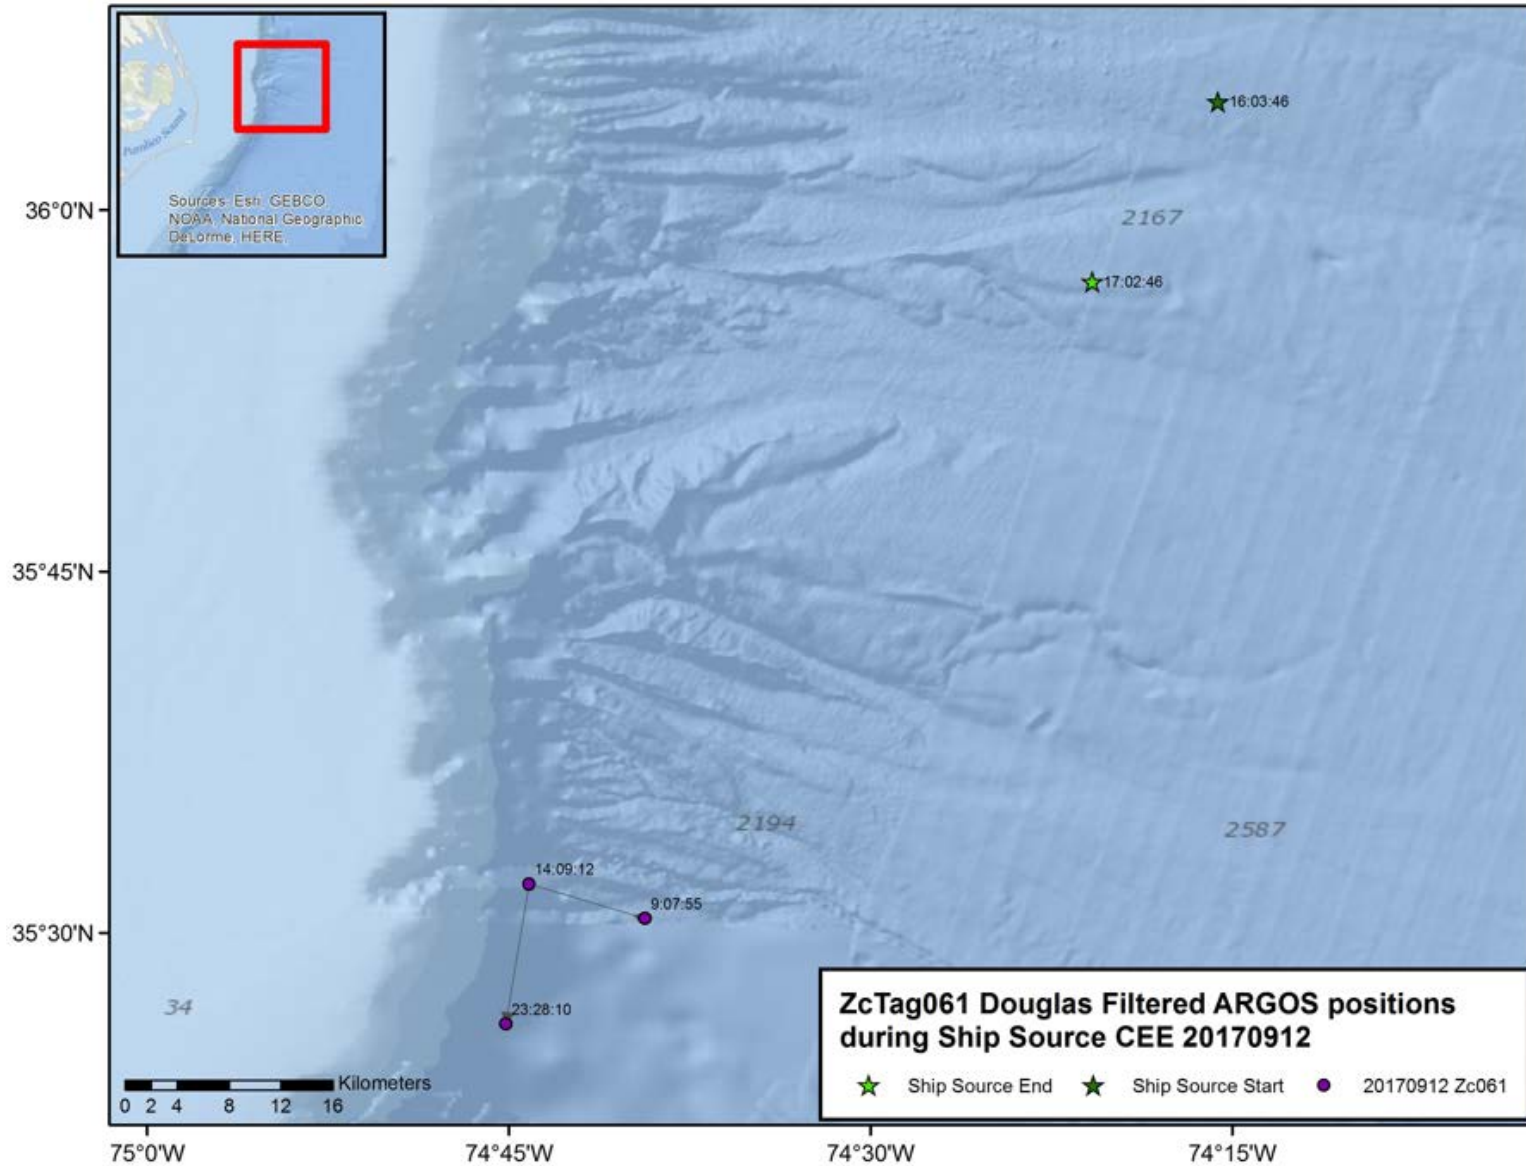 Pamlico Sound
Sources: Esri, GEBCO,
NOAA, National Geographic,
DeLorme, HERE,
16:03:46
36°0'N
2167
17:02:46
35°45'N
2194
2587
14:09:12
9:07:55
35°30'N
34
23:28:10
ZcTag061 Douglas Filtered ARGOS positions
during Ship Source CEE 20170912
Ship Source End
Ship Source Start
20170912 Zc061
Kilometers
0 2 4 8 12 16
75°0'W
74°45'W
74°30'W
74°15'W